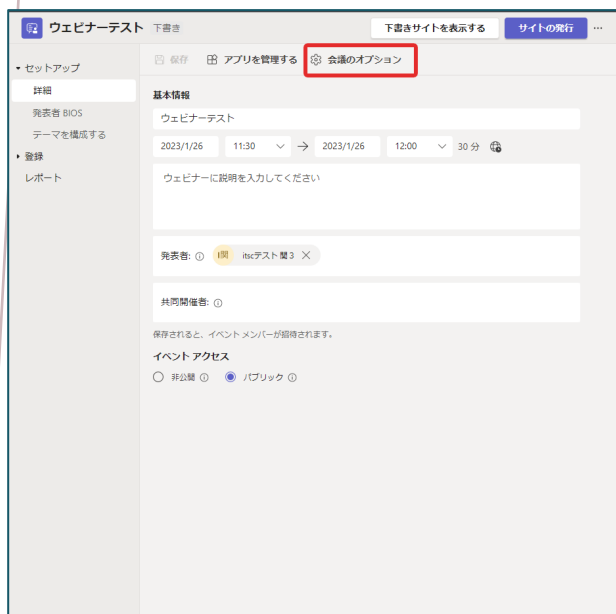 ウェビナーテスト 下書き 下書きサイトを表示する サイトの発行 ...
保存 アプリを管理する 会議のオプション
セットアップ
詳細
発表者 BIOS
テーマを構成する
登録
レポート
基本情報
ウェビナーテスト
2023/1/26 11:30 → 2023/1/26 12:00 30 分
ウェビナーに説明を入力してください
発表者: I関 itscテスト 関 3
共同開催者:
保存されると、イベント メンバーが招待されます。
イベント アクセス
非公開 パブリック